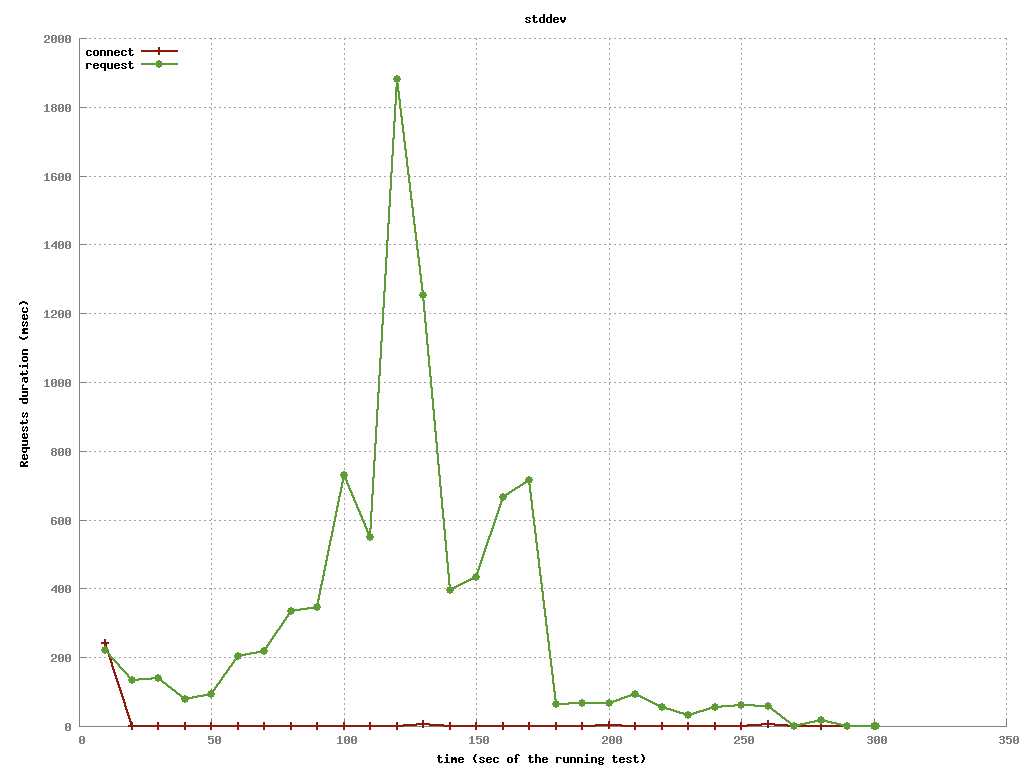 stddev
2000
1800
1600
1400
1200
1000
800
600
400
200
0
connect
request
Requests duration (msec)
0 50 100 150 200 250 300 350
time (sec of the running test)